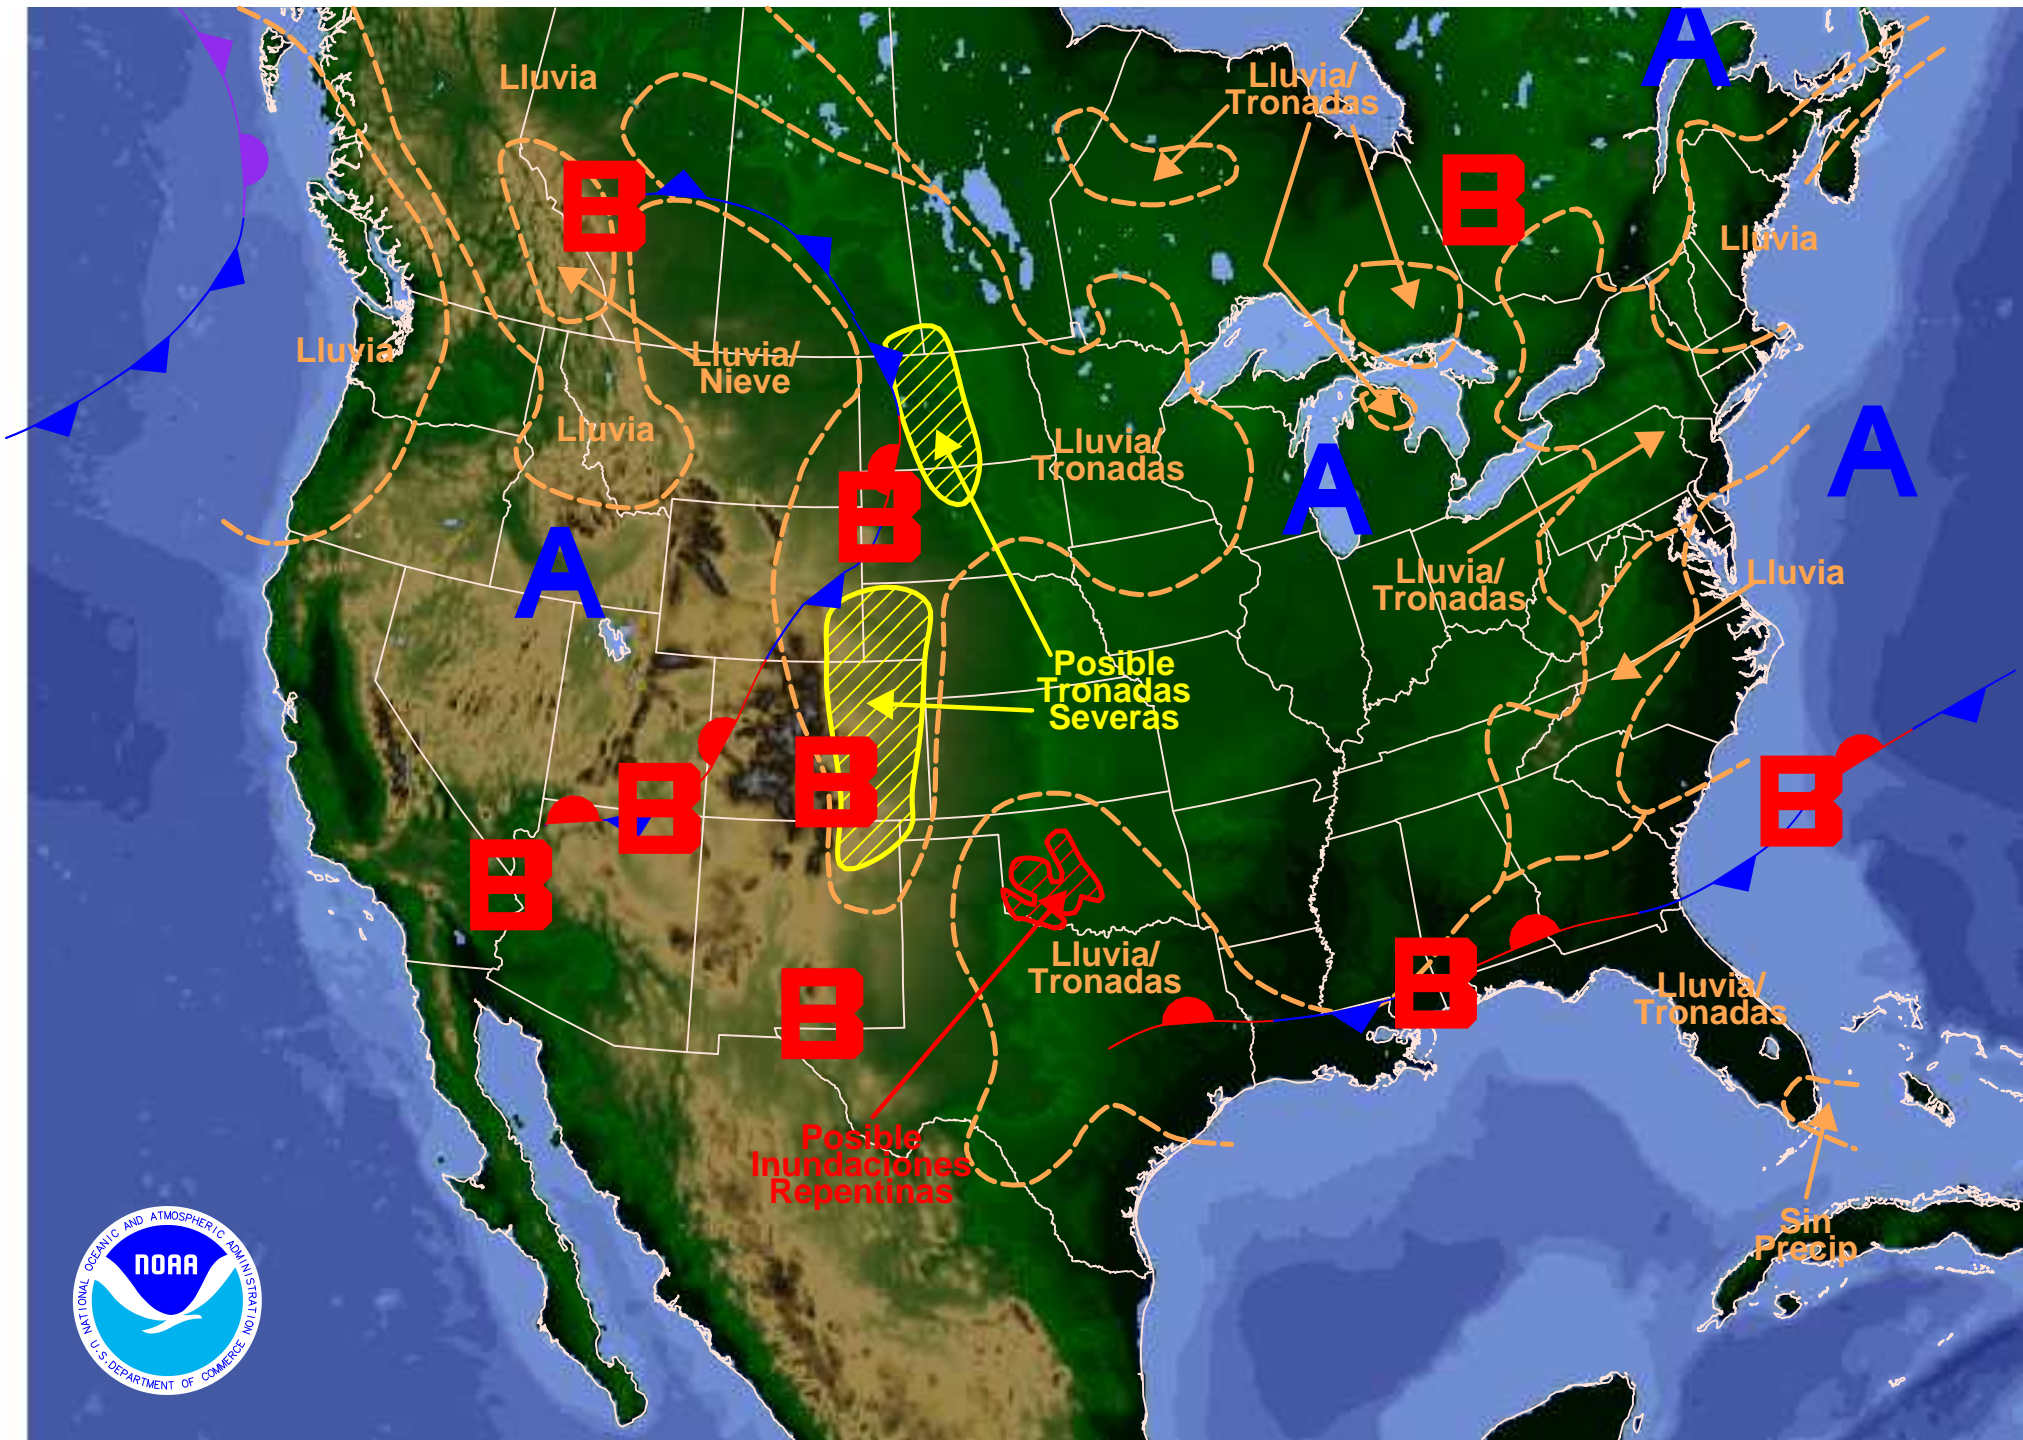 A
Lluvia
Lluvia/
Tronadas
B
B
Lluvia
Lluvia
Lluvia/
Nieve
Lluvia
Lluvia/
Tronadas
A
A
B
A
Lluvia/
Tronadas
Lluvia
Posible
Tronadas
Severas
B
B
B
B
Lluvia/
Tronadas
B
B
Lluvia/
Tronadas
Posible
Inundaciones
Repentinas
Sin
Precip
NATIONAL OCEANIC AND ATMOSPHERIC ADMINISTRATION
NOAA
U.S. DEPARTMENT OF COMMERCE